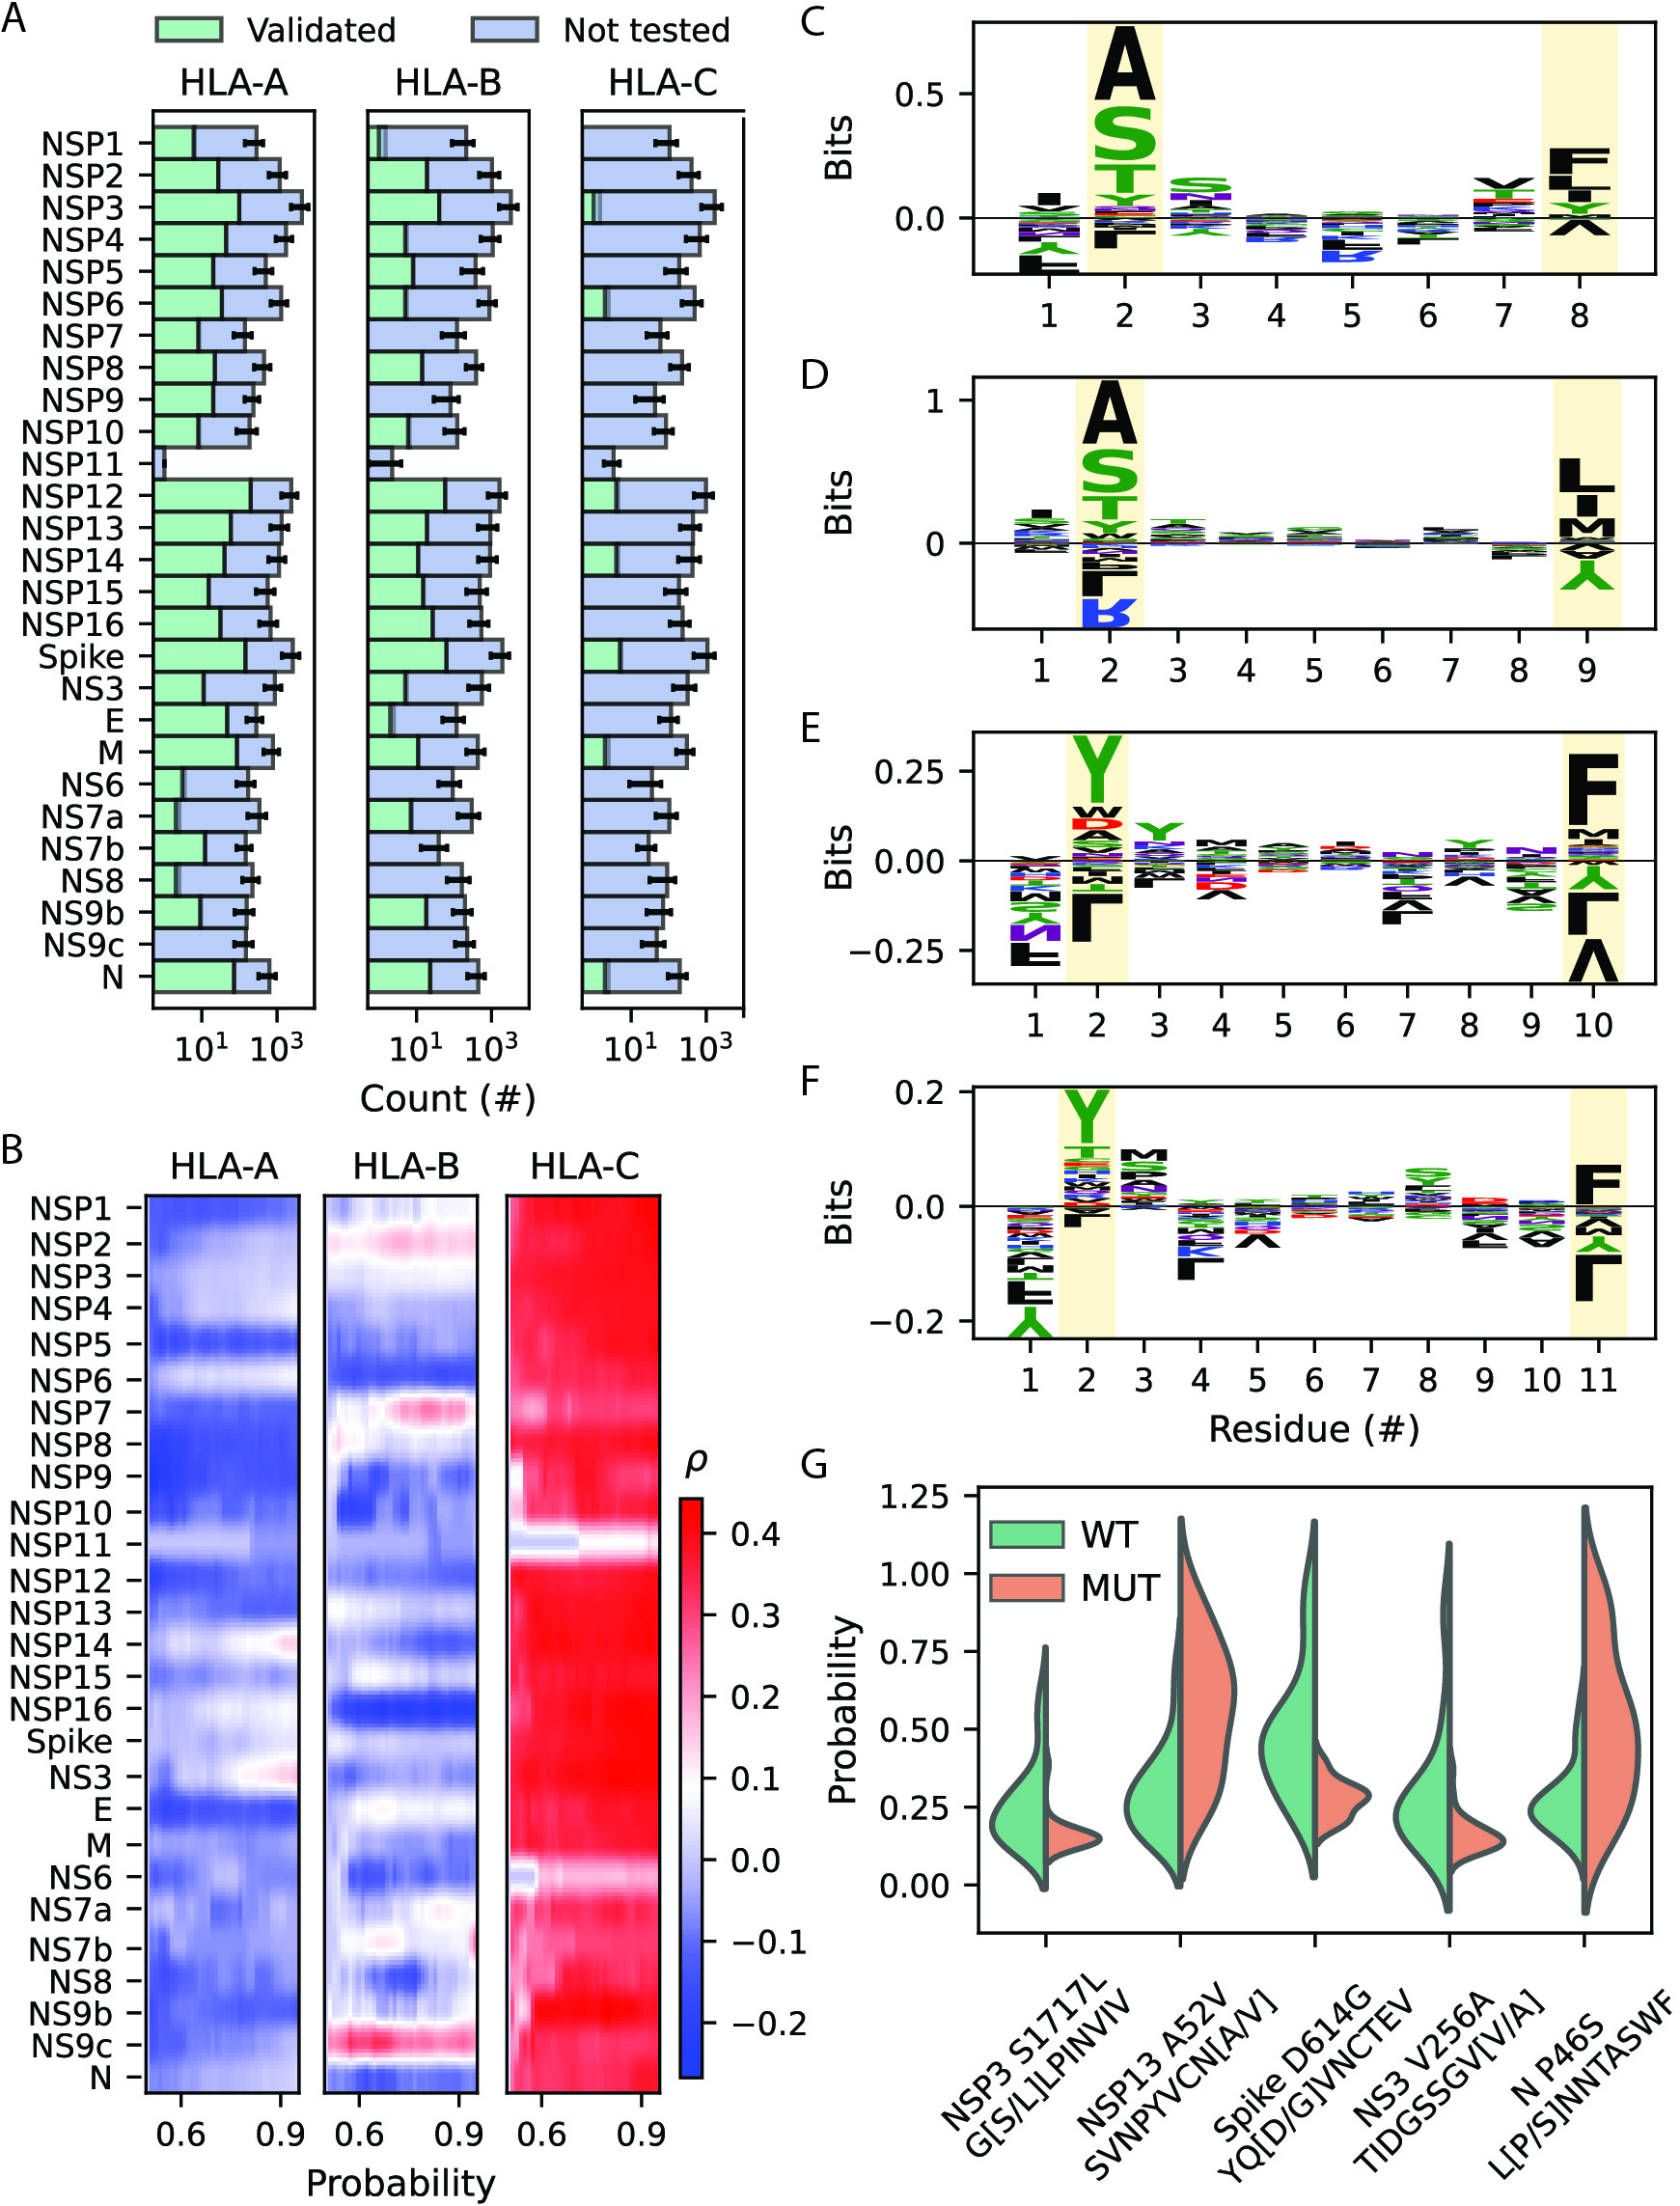 A
Validated
Not tested
HLA-A HLA-B HLA-C
NSP1
NSP2
NSP3
NSP4
NSP5
NSP6
NSP7
NSP8
NSP9
NSP10
NSP11
NSP12
NSP13
NSP14
NSP15
NSP16
Spike
NS3
E
M
NS6
NS7a
NS7b
NS8
NS9b
NS9c
N
10¹ 10³ 10¹ 10³ 10¹ 10³
Count (#)
B
HLA-A HLA-B HLA-C
NSP1
NSP2
NSP3
NSP4
NSP5
NSP6
NSP7
NSP8
NSP9
NSP10
NSP11
NSP12
NSP13
NSP14
NSP15
NSP16
Spike
NS3
E
M
NS6
NS7a
NS7b
NS8
NS9b
NS9c
N
0.6 0.9 0.6 0.9 0.6 0.9
Probability
ρ
0.4
0.3
0.2
0.1
0.0
−0.1
−0.2
C
Bits
0.5
0.0
A
S
T
1 2 3 4 5 6 7 8
D
Bits
1
0
A
S
T
L
I
M
Y
R
1 2 3 4 5 6 7 8 9
E
Bits
0.25
0.00
−0.25
Y
F
L
1 2 3 4 5 6 7 8 9 10
F
Bits
0.2
0.0
−0.2
Y
F
L
1 2 3 4 5 6 7 8 9 10 11
Residue (#)
G
WT
MUT
Probability
1.25
1.00
0.75
0.50
0.25
0.00
NSP3 S1717L
G[S/L]LPINVIV
NSP13 A52V
SVNPYVCN[A/V]
Spike D614G
YQ[D/G]VNCTEV
NS3 V256A
TIDGSSGV[V/A]
N P46S
L[P/S]NNTASWF